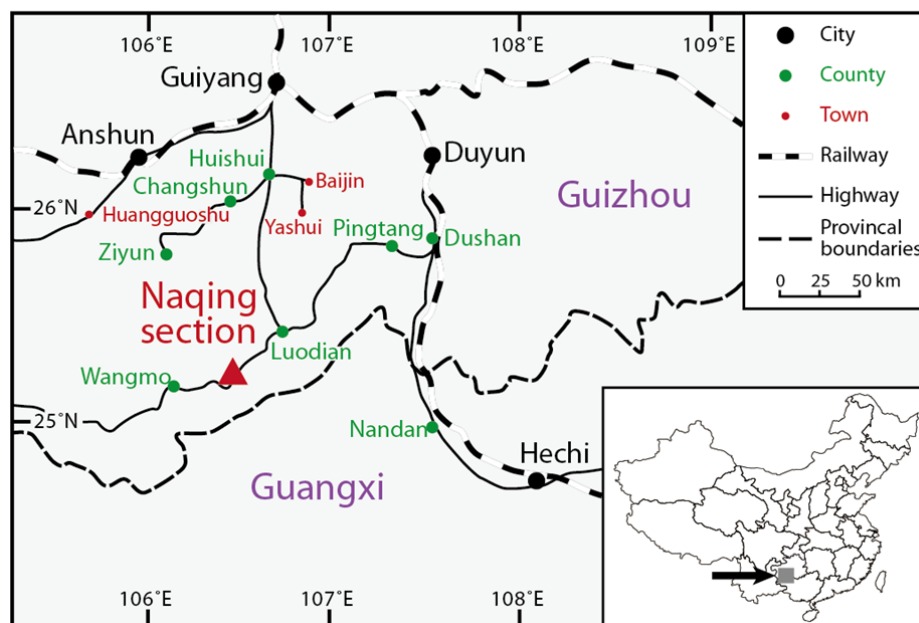 106°E
107°E
108°E
109°E
City
County
Town
Railway
Highway
Provincal
boundaries
0 25 50 km
Guiyang
Anshun
Huishui
Duyun
Changshun
Baijin
Guizhou
26°N
Huangguoshu
Yashui
Pingtang
Dushan
Ziyun
Naqing
section
Luodian
Wangmo
25°N
Nandan
Hechi
Guangxi
106°E
107°E
108°E